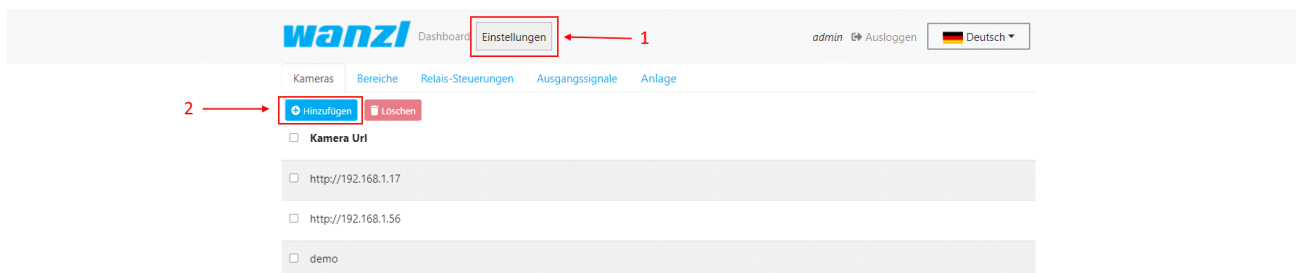 wanzl Dashboard Einstellungen 1 admin Ausloggen Deutsch
Kameras Bereiche Relais-Steuerungen Ausgangssignale Anlage
2 Hinzufügen Löschen
Kamera Url
http://192.168.1.17
http://192.168.1.56
demo